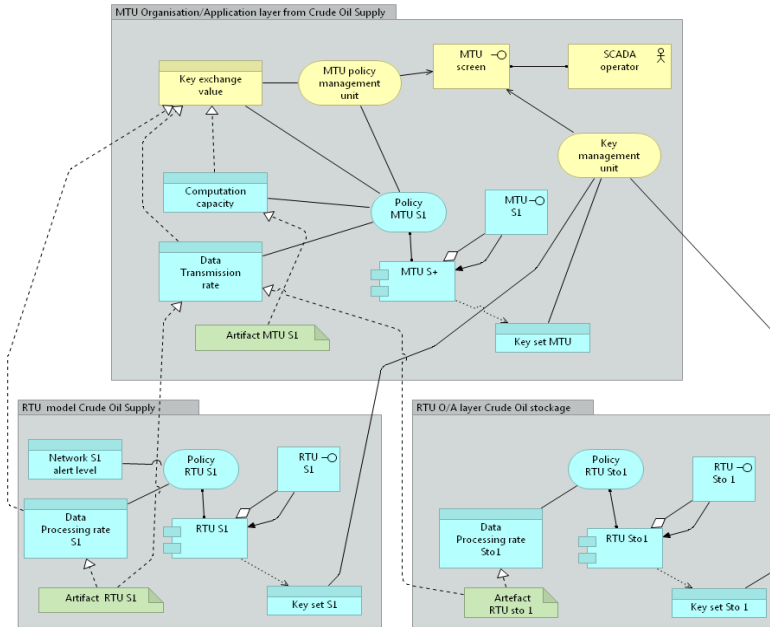 MTU Organisation/Application layer from Crude Oil Supply
Key exchange
value
MTU policy
management
unit
MTU
screen
SCADA
operator
Key
management
unit
Computation
capacity
Policy
MTU S1
MTU
S1
Data
Transmission
rate
MTU S+
Artifact MTU S1
Key set MTU
RTU model Crude Oil Supply
Network S1
alert level
Policy
RTU S1
RTU
S1
Data
Processing rate
S1
RTU S1
Artifact RTU S1
Key set S1
RTU O/A layer Crude Oil stockage
Policy
RTU Sto1
RTU
Sto 1
Data
Processing rate
Sto1
RTU Sto1
Artefact
RTU sto 1
Key set Sto 1